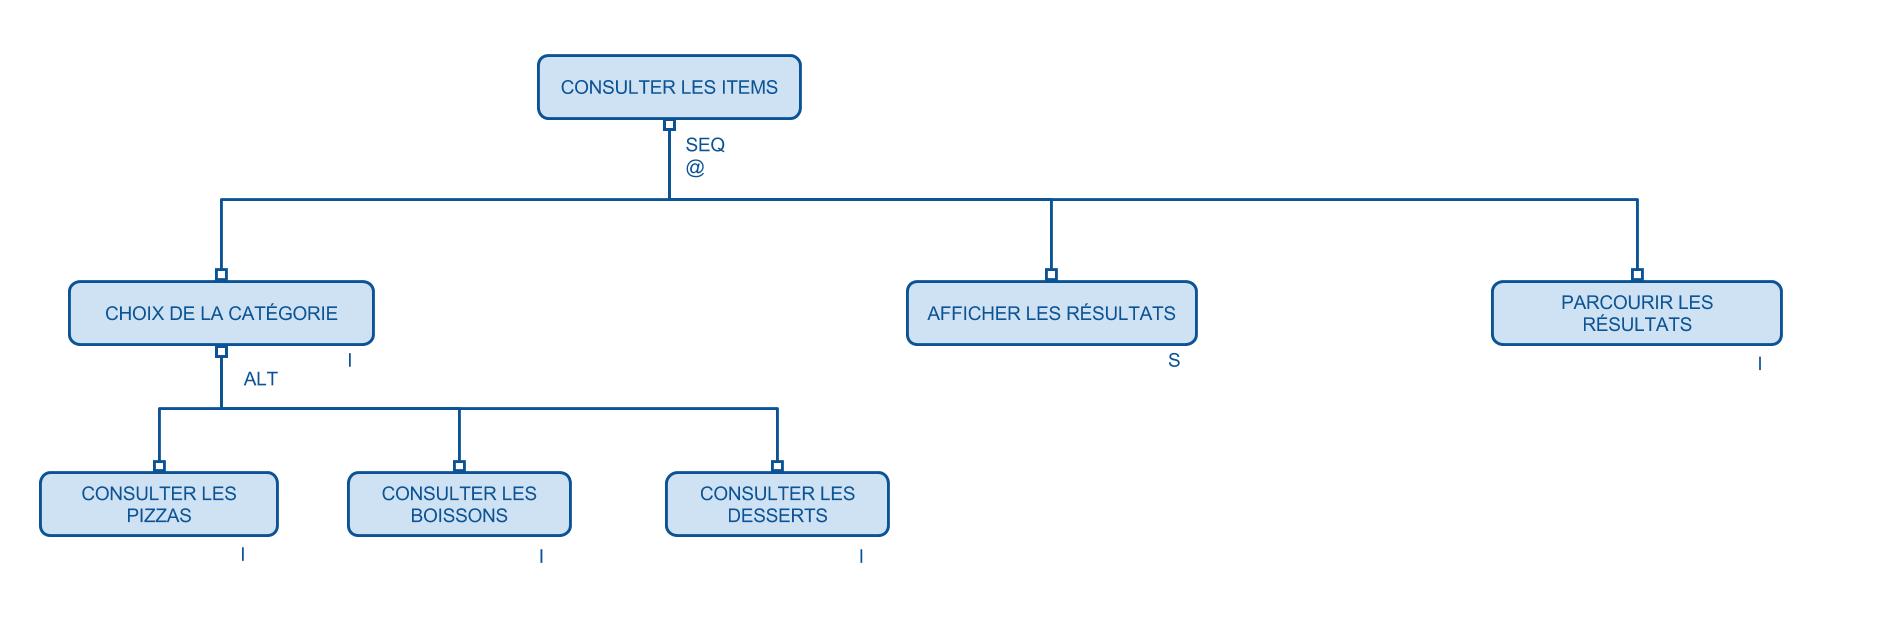 CONSULTER LES ITEMS
SEQ
@
CHOIX DE LA CATÉGORIE
AFFICHER LES RÉSULTATS
PARCOURIR LES
RÉSULTATS
I
S
I
ALT
CONSULTER LES
PIZZAS
CONSULTER LES
BOISSONS
CONSULTER LES
DESSERTS
I
I
I